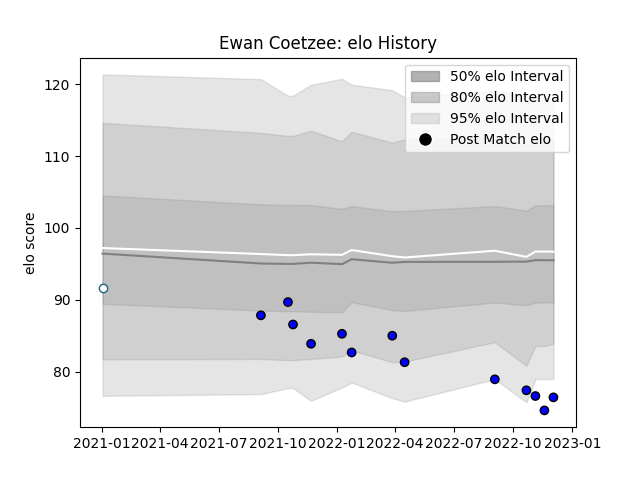 Ewan Coetzee: elo History
120
110
100
90
80
elo score
50% elo Interval
80% elo Interval
95% elo Interval
Post Match elo
2021-01 2021-04 2021-07 2021-10 2022-01 2022-04 2022-07 2022-10 2023-01